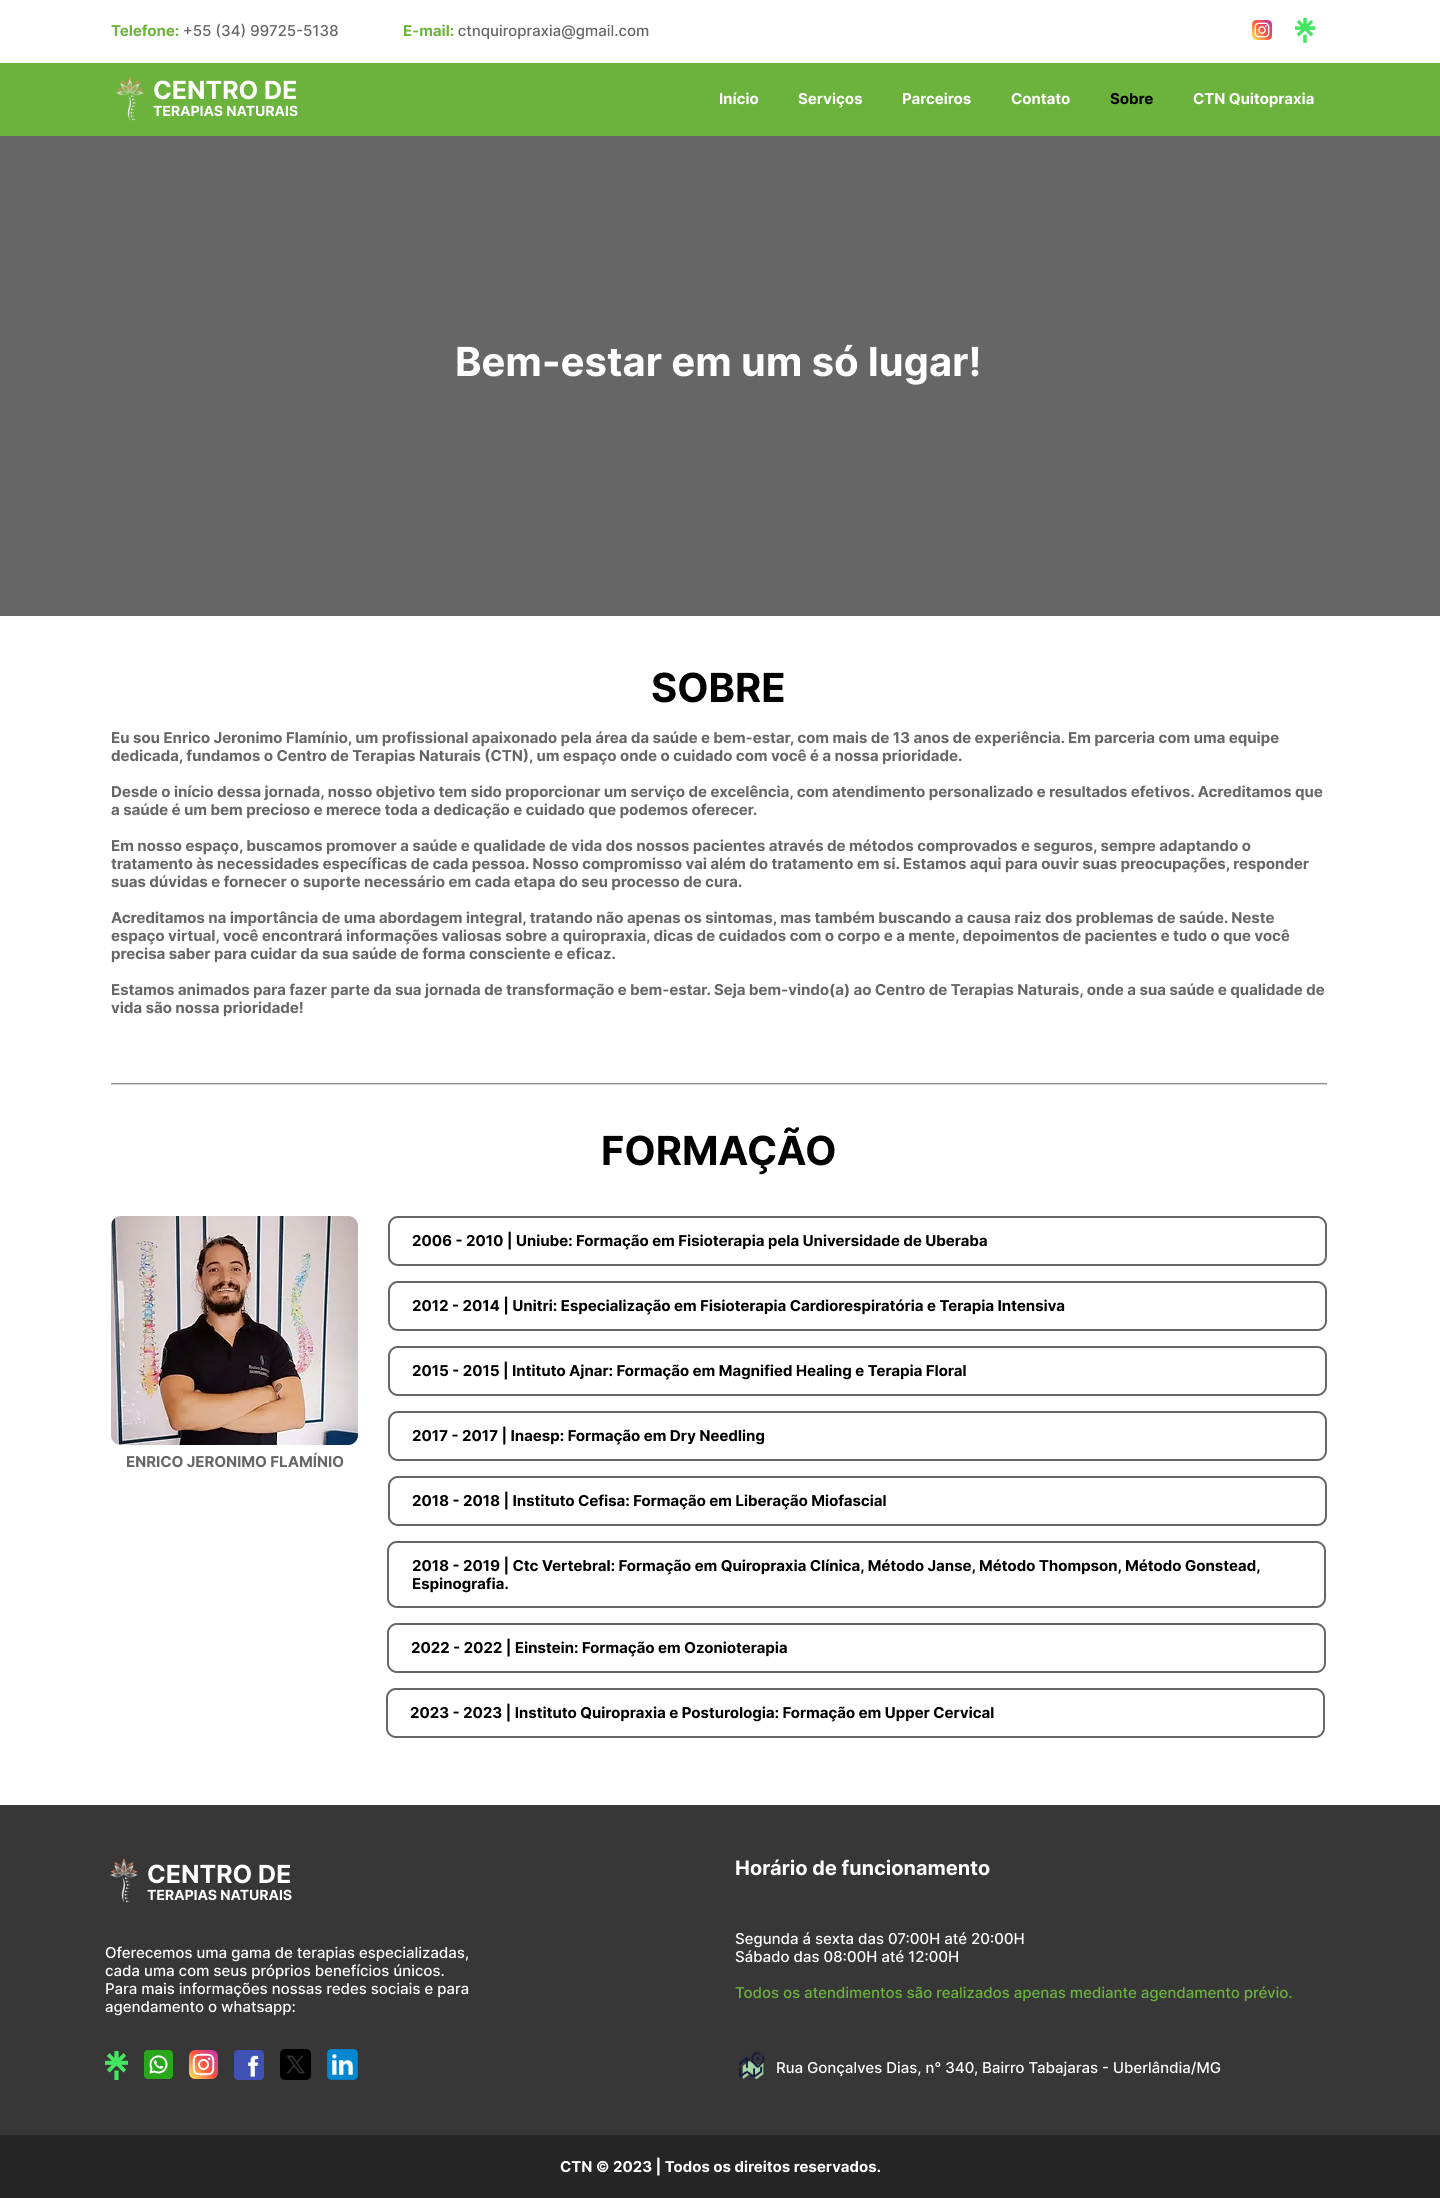 Telefone: +55 (34) 99725-5138 E-mail: ctnquiropraxia@gmail.com
CENTRO DE
TERAPIAS NATURAIS
Início Serviços Parceiros Contato Sobre CTN Quitopraxia
Bem-estar em um só lugar!
SOBRE
Eu sou Enrico Jeronimo Flamínio, um profissional apaixonado pela área da saúde e bem-estar, com mais de 13 anos de experiência. Em parceria com uma equipe
dedicada, fundamos o Centro de Terapias Naturais (CTN), um espaço onde o cuidado com você é a nossa prioridade.
Desde o início dessa jornada, nosso objetivo tem sido proporcionar um serviço de excelência, com atendimento personalizado e resultados efetivos. Acreditamos que
a saúde é um bem precioso e merece toda a dedicação e cuidado que podemos oferecer.
Em nosso espaço, buscamos promover a saúde e qualidade de vida dos nossos pacientes através de métodos comprovados e seguros, sempre adaptando o
tratamento às necessidades específicas de cada pessoa. Nosso compromisso vai além do tratamento em si. Estamos aqui para ouvir suas preocupações, responder
suas dúvidas e fornecer o suporte necessário em cada etapa do seu processo de cura.
Acreditamos na importância de uma abordagem integral, tratando não apenas os sintomas, mas também buscando a causa raiz dos problemas de saúde. Neste
espaço virtual, você encontrará informações valiosas sobre a quiropraxia, dicas de cuidados com o corpo e a mente, depoimentos de pacientes e tudo o que você
precisa saber para cuidar da sua saúde de forma consciente e eficaz.
Estamos animados para fazer parte da sua jornada de transformação e bem-estar. Seja bem-vindo(a) ao Centro de Terapias Naturais, onde a sua saúde e qualidade de
vida são nossa prioridade!
FORMAÇÃO
ENRICO JERONIMO FLAMÍNIO
2006 - 2010 | Uniube: Formação em Fisioterapia pela Universidade de Uberaba
2012 - 2014 | Unitri: Especialização em Fisioterapia Cardiorespiratória e Terapia Intensiva
2015 - 2015 | Intituto Ajnar: Formação em Magnified Healing e Terapia Floral
2017 - 2017 | Inaesp: Formação em Dry Needling
2018 - 2018 | Instituto Cefisa: Formação em Liberação Miofascial
2018 - 2019 | Ctc Vertebral: Formação em Quiropraxia Clínica, Método Janse, Método Thompson, Método Gonstead,
Espinografia.
2022 - 2022 | Einstein: Formação em Ozonioterapia
2023 - 2023 | Instituto Quiropraxia e Posturologia: Formação em Upper Cervical
CENTRO DE
TERAPIAS NATURAIS
Oferecemos uma gama de terapias especializadas,
cada uma com seus próprios benefícios únicos.
Para mais informações nossas redes sociais e para
agendamento o whatsapp:
Horário de funcionamento
Segunda á sexta das 07:00H até 20:00H
Sábado das 08:00H até 12:00H
Todos os atendimentos são realizados apenas mediante agendamento prévio.
Rua Gonçalves Dias, n° 340, Bairro Tabajaras - Uberlândia/MG
CTN © 2023 | Todos os direitos reservados.